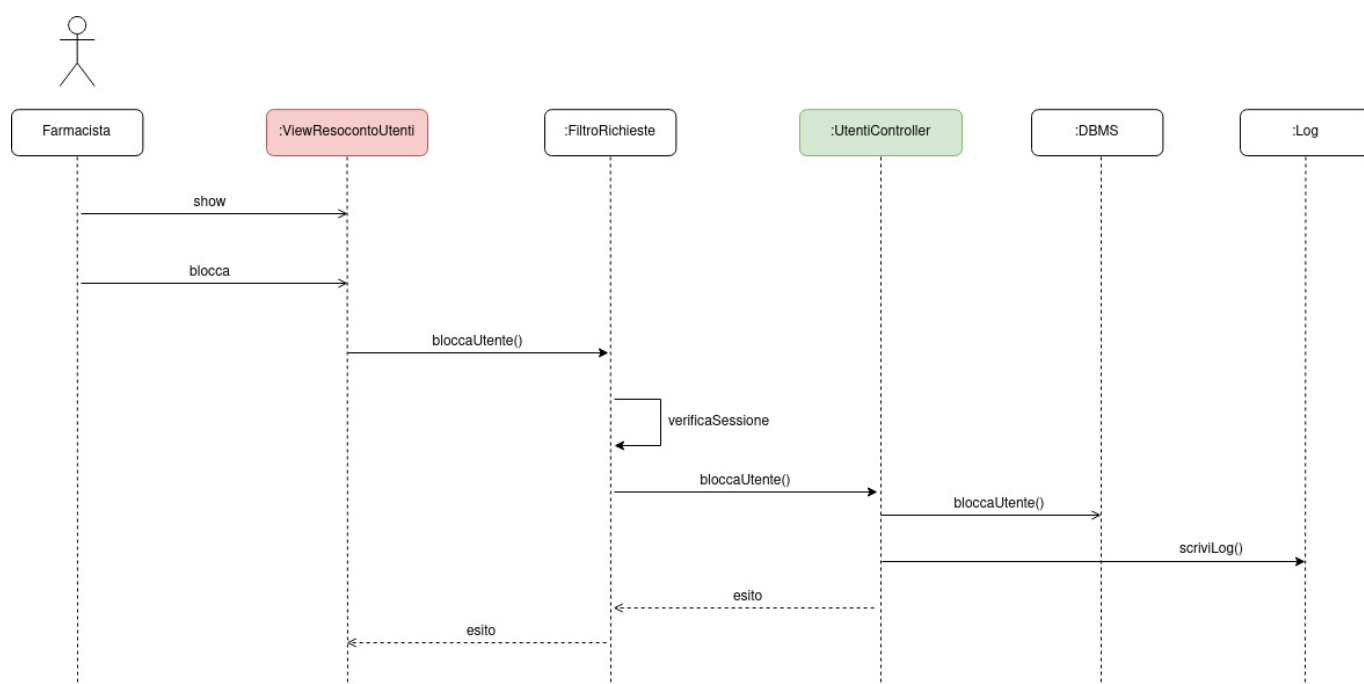 Farmacista
:ViewResocontoUtenti
:FiltroRichieste
:UtentiController
:DBMS
:Log
show
blocca
bloccaUtente()
verificaSessione
bloccaUtente()
bloccaUtente()
scriviLog()
esito
esito